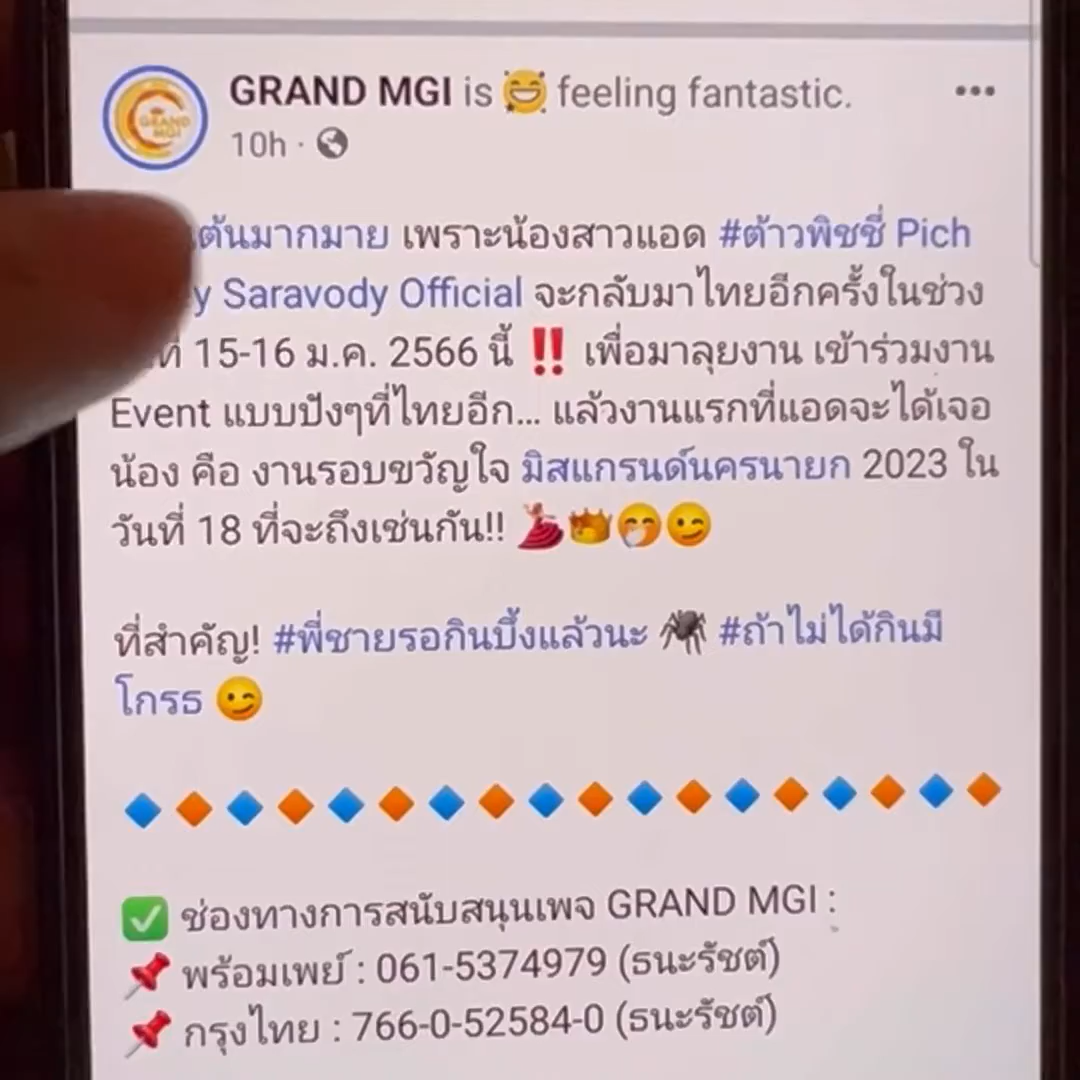 GRAND MGI is 😆 feeling fantastic.
10h
GRAND MGI
ต้นมากมาย เพราะน้องสาวแอด #ต้าวพิชชี่ Pich
y Saravody Official จะกลับมาไทยอีกครั้งในช่วง
ที่ 15-16 ม.ค. 2566 นี้ ‼️ เพื่อมาลุยงาน เข้าร่วมงาน
Event แบบปังๆที่ไทยอีก... แล้วงานแรกที่แอดจะได้เจอ
น้อง คือ งานรอบขวัญใจ มิสแกรนด์นครนายก 2023 ใน
วันที่ 18 ที่จะถึงเช่นกัน!! 💃👑🤭😉
ที่สำคัญ! #พี่ชายรอกินบึ้งแล้วนะ 🕷️ #ถ้าไม่ได้กินมี
โกรธ 😉
🔷🔶🔷🔶🔷🔶🔷🔶🔷🔶🔷🔶🔷🔶🔷🔶🔷🔶
✅ ช่องทางการสนับสนุนเพจ GRAND MGI :
📌 พร้อมเพย์ : 061-5374979 (ธนะรัชต์)
📌 กรุงไทย : 766-0-52584-0 (ธนะรัชต์)